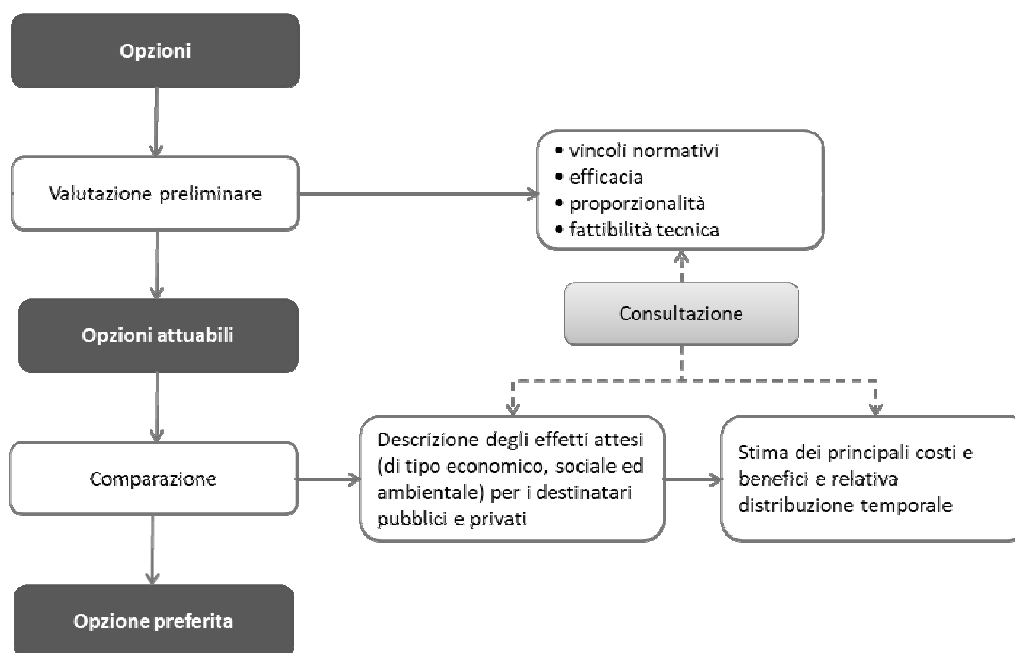 Opzioni
Valutazione preliminare
• vincoli normativi
• efficacia
• proporzionalità
• fattibilità tecnica
Consultazione
Opzioni attuabili
Comparazione
Descrizione degli effetti attesi
(di tipo economico, sociale ed
ambientale) per i destinatari
pubblici e privati
Stima dei principali costi e
benefici e relativa
distribuzione temporale
Opzione preferita